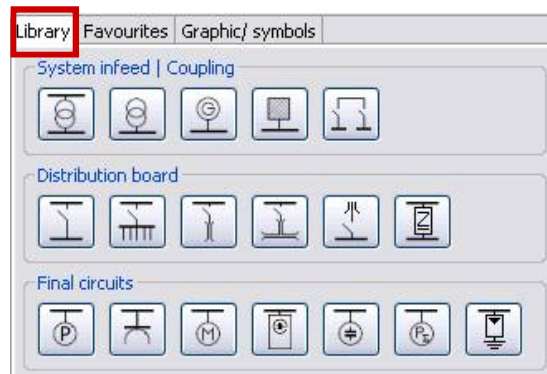 Library Favourites Graphic/ symbols
System infeed | Coupling
G
Distribution board
Z
Final circuits
P M P